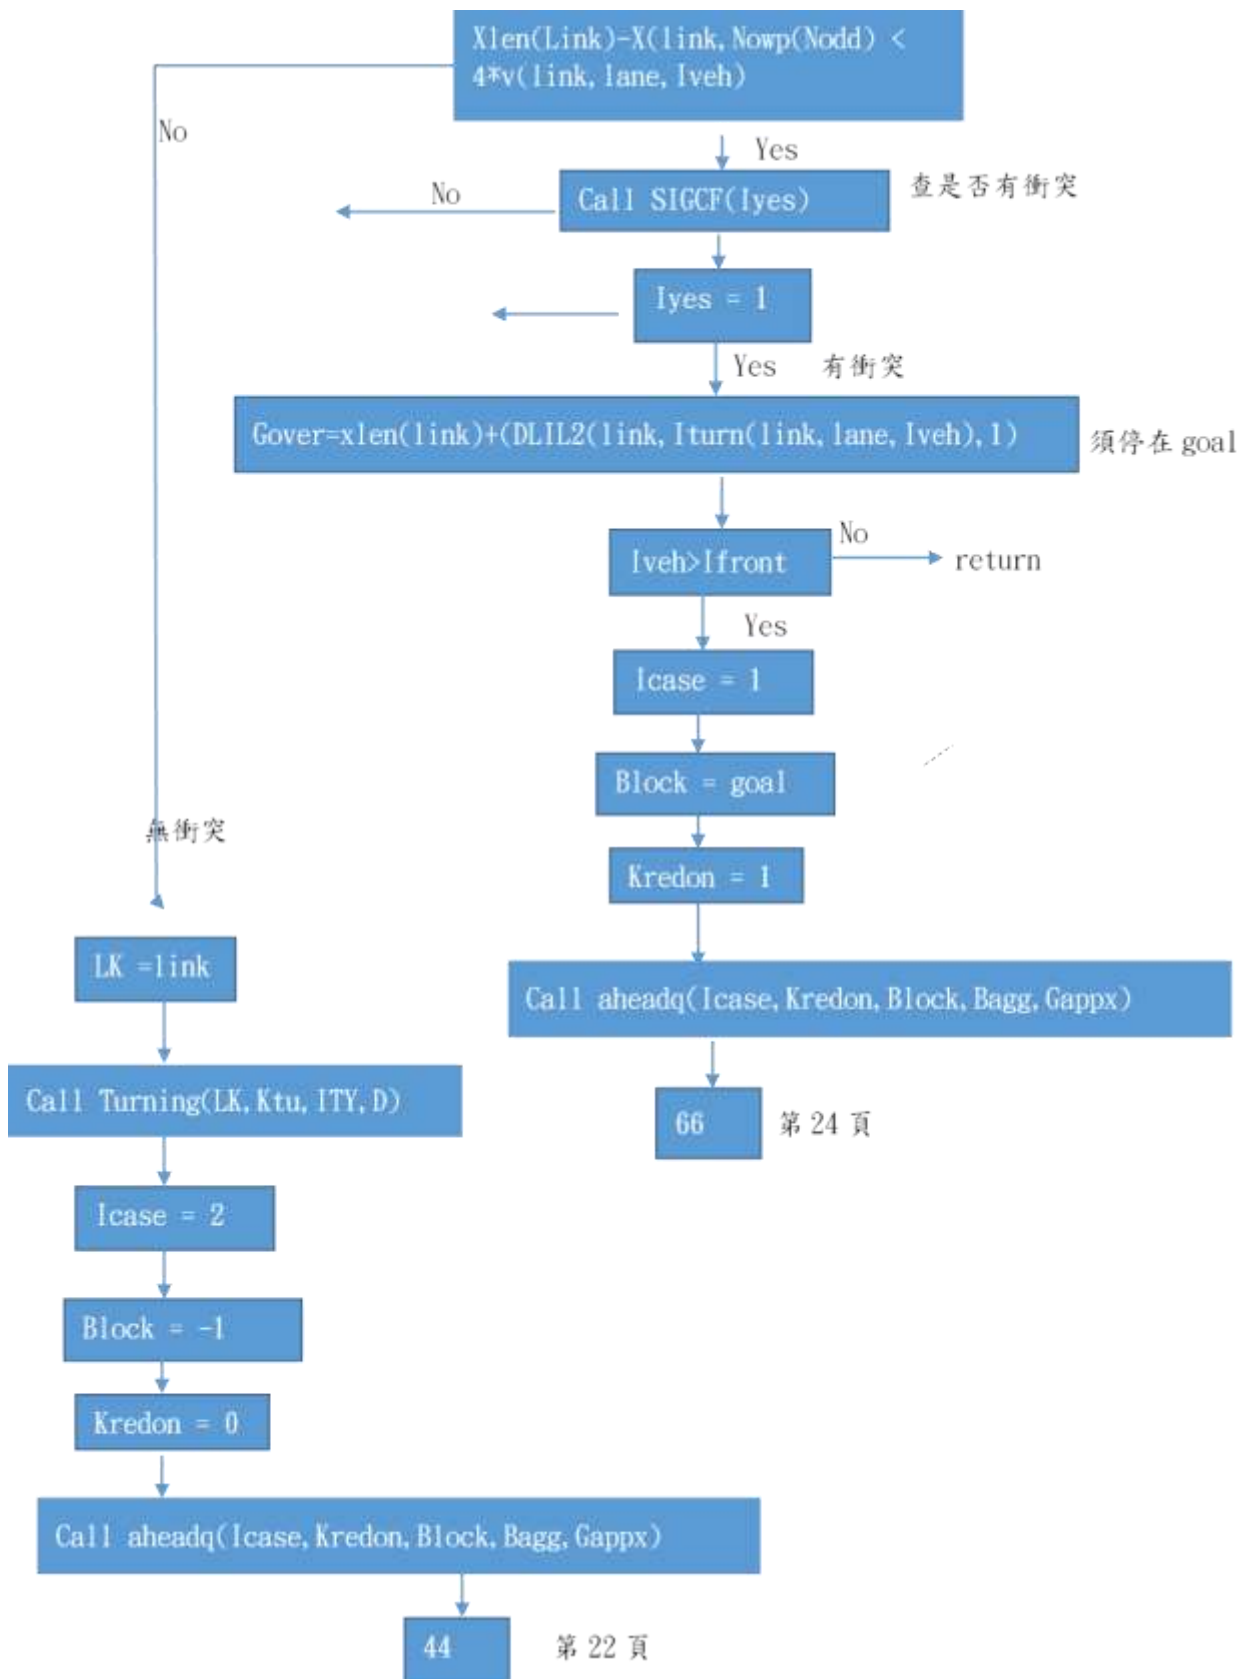 Xlen(Link)-X(link,Nowp(Nodd) <
4*v(link,lane,Iveh)
No
Yes
No
Call SIGCF(Iyes)
查是否有衝突
Iyes = 1
Yes 有衝突
Gover=xlen(link)+(DLIL2(link,Iturn(link,lane,Iveh),1)
須停在 goal
Iveh>Ifront
No
return
Yes
Icase = 1
Block = goal
Kredon = 1
Call aheadq(Icase,Kredon,Block,Bagg,Gappx)
66
第 24 頁
無衝突
LK =link
Call Turning(LK,Ktu,ITY,D)
Icase = 2
Block = -1
Kredon = 0
Call aheadq(Icase,Kredon,Block,Bagg,Gappx)
44
第 22 頁